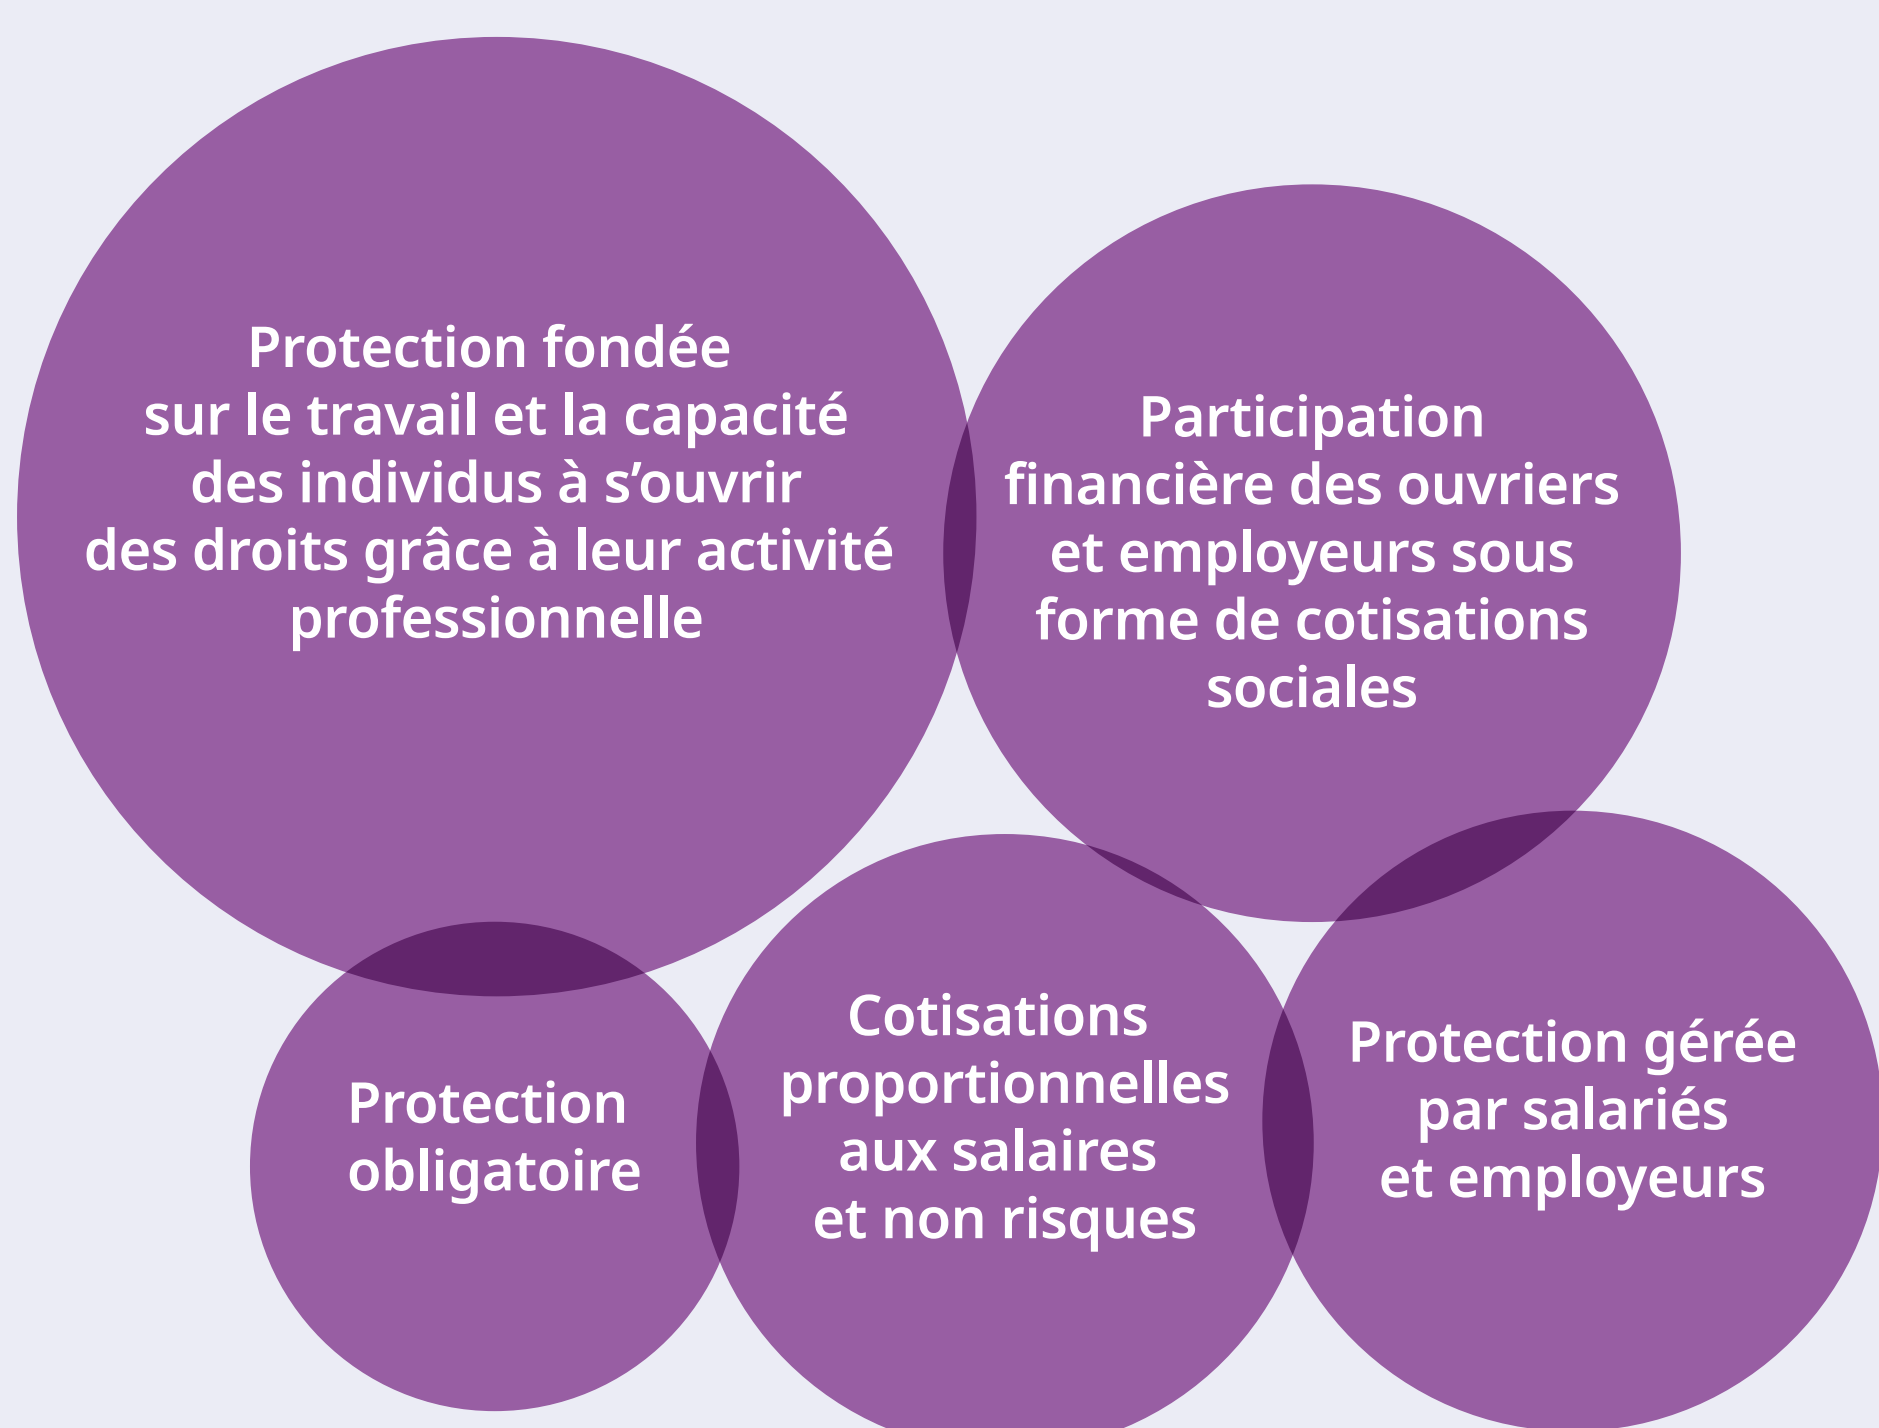 Protection fondée
sur le travail et la capacité
des individus à s’ouvrir
des droits grâce à leur activité
professionnelle
Participation
financière des ouvriers
et employeurs sous
forme de cotisations
sociales
Protection
obligatoire
Cotisations
proportionnelles
aux salaires
et non risques
Protection gérée
par salariés
et employeurs